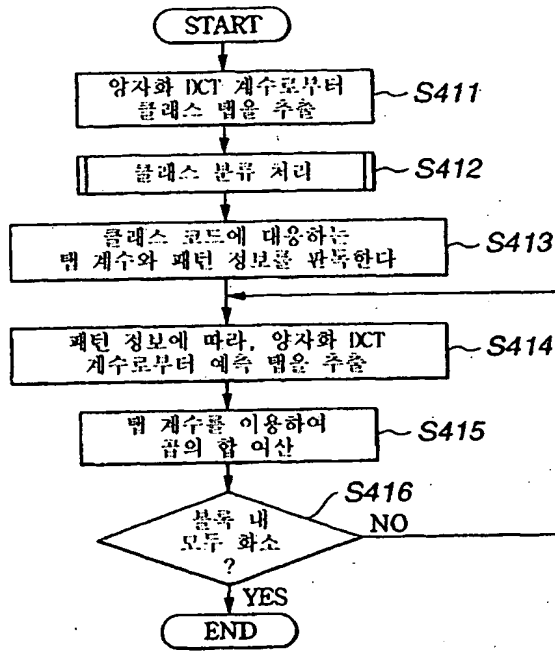 START
양자화 DCT 계수로부터
클래스 탭을 추출
S411
클래스 분류 처리
S412
클래스 코드에 대응하는
탭 계수와 패턴 정보를 판독한다
S413
패턴 정보에 따라, 양자화 DCT
계수로부터 예측 탭을 추출
S414
탭 계수를 이용하여
곱의 합 연산
S415
블록 내
모두 화소
?
S416
NO
YES
END